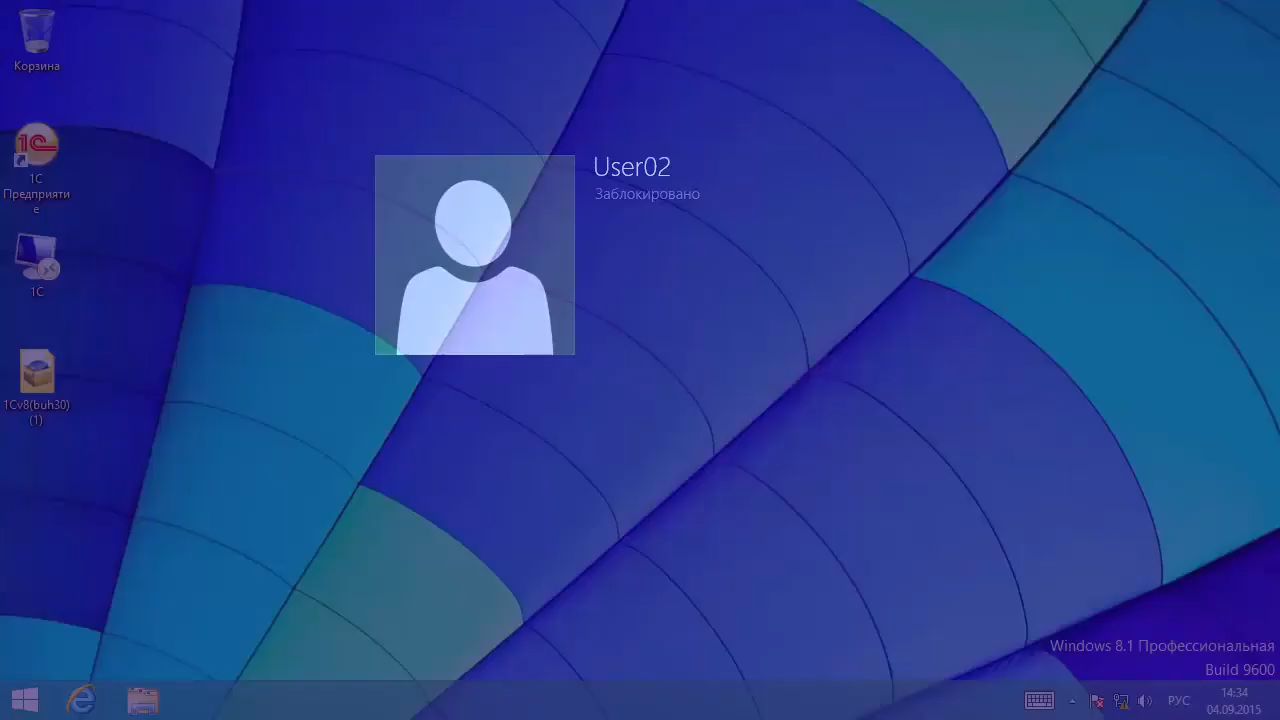 Корзина
1С
Предприяти
е
1С
1Cv8(buh30)
(1)
User02
Заблокировано
Windows 8.1 Профессиональная
Build 9600
РУС
14:34
04.09.2015